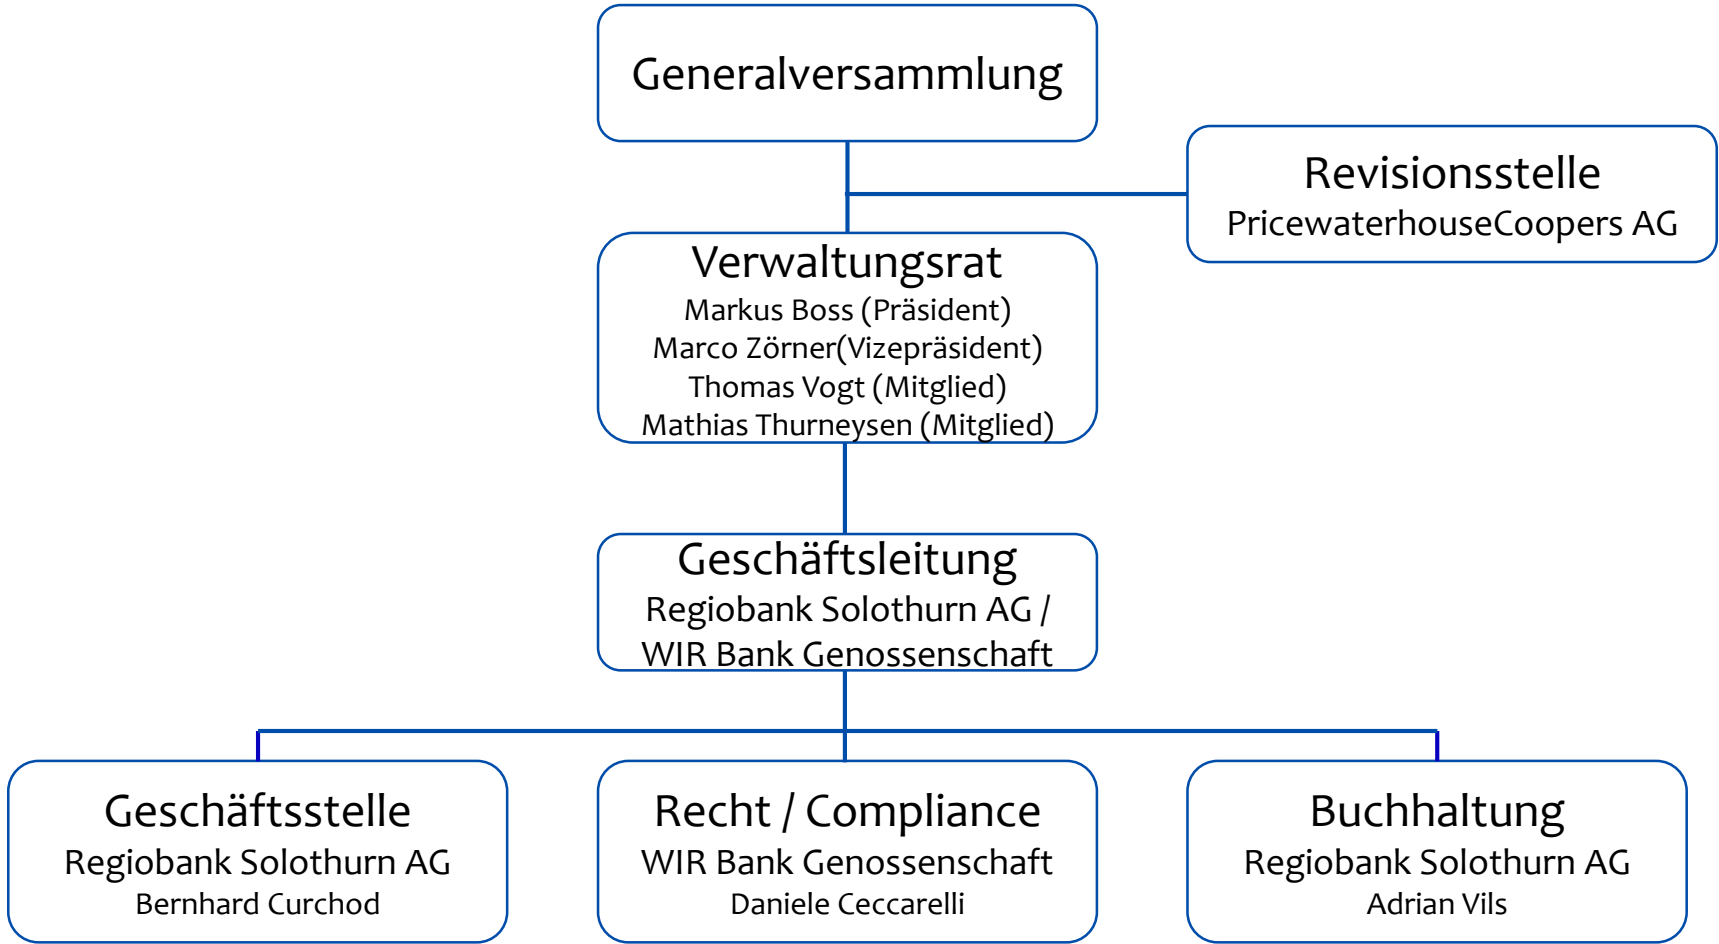 Generalversammlung
Revisionsstelle
PricewaterhouseCoopers AG
Verwaltungsrat
Markus Boss (Präsident)
Marco Zörner(Vizepräsident)
Thomas Vogt (Mitglied)
Mathias Thurneysen (Mitglied)
Geschäftsleitung
Regiobank Solothurn AG /
WIR Bank Genossenschaft
Geschäftsstelle
Regiobank Solothurn AG
Bernhard Curchod
Recht / Compliance
WIR Bank Genossenschaft
Daniele Ceccarelli
Buchhaltung
Regiobank Solothurn AG
Adrian Vils